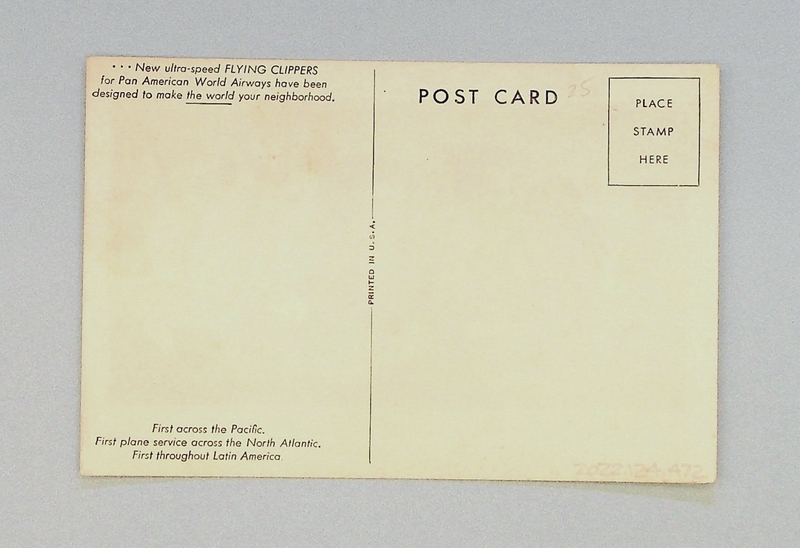 • • • New ultra-speed FLYING CLIPPERS
for Pan American World Airways have been
designed to make the world your neighborhood.
POST CARD
25
PLACE
STAMP
HERE
PRINTED IN U.S.A.
First across the Pacific.
First plane service across the North Atlantic.
First throughout Latin America
2022.124.472